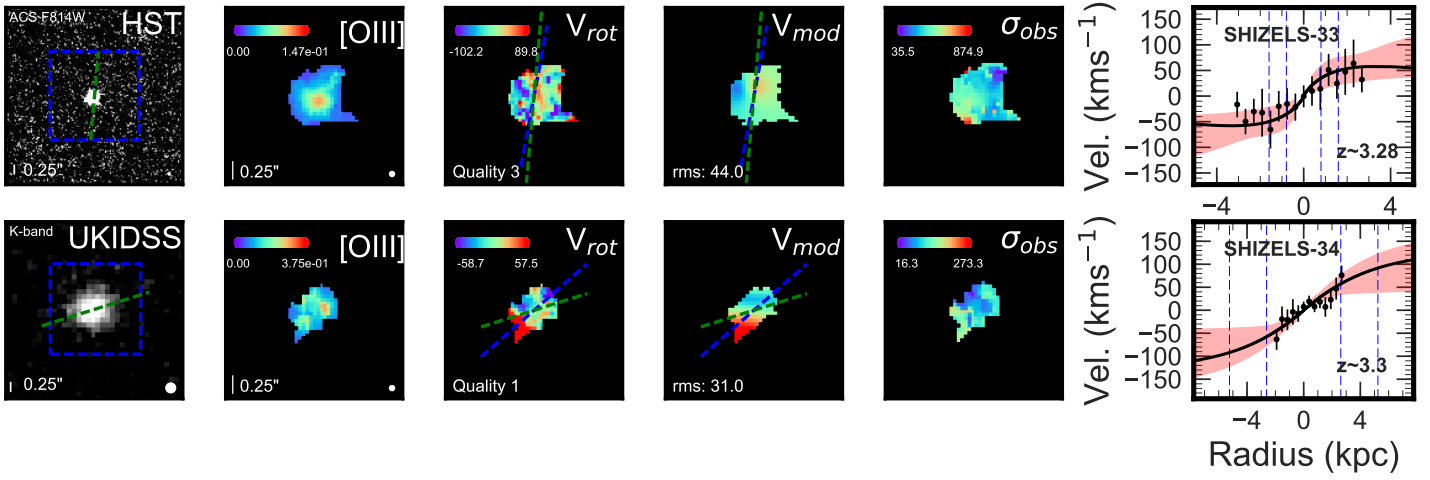 ACS-F814W
HST
0.25"
[OIII]
0.00 1.47e-01
0.25"
V_rot
-102.2 89.8
Quality 3
V_mod
rms: 44.0
σ_obs
35.5 874.9
Vel. (kms⁻¹)
150
100
50
0
−50
−100
−150
SHIZELS-33
z~3.28
−4 0 4
K-band
UKIDSS
0.25"
[OIII]
0.00 3.75e-01
0.25"
V_rot
-58.7 57.5
Quality 1
V_mod
rms: 31.0
σ_obs
16.3 273.3
Vel. (kms⁻¹)
150
100
50
0
−50
−100
−150
SHIZELS-34
z~3.3
−4 0 4
Radius (kpc)